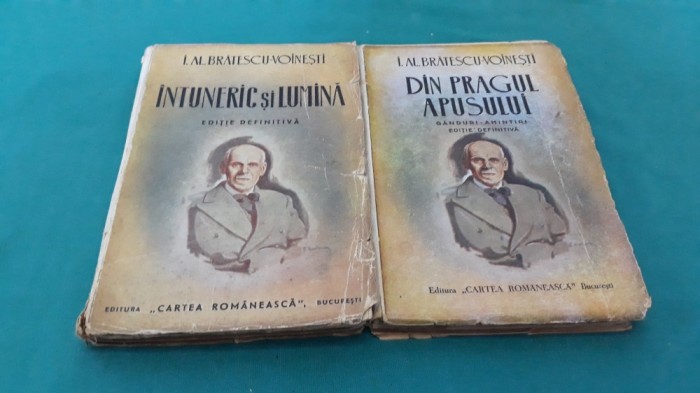 I. AL. BRĂTESCU-VOINEȘTI
ÎNTUNERIC ȘI LUMINĂ
EDIȚIE DEFINITIVĂ
EDITURA „CARTEA ROMÂNEASCĂ”, BUCUREȘTI
I. AL. BRĂTESCU-VOINEȘTI
DIN PRAGUL
APUSULUI
GÂNDURI-AMINTIRI
EDIȚIE DEFINITIVĂ
Editura „CARTEA ROMÂNEASCĂ” București